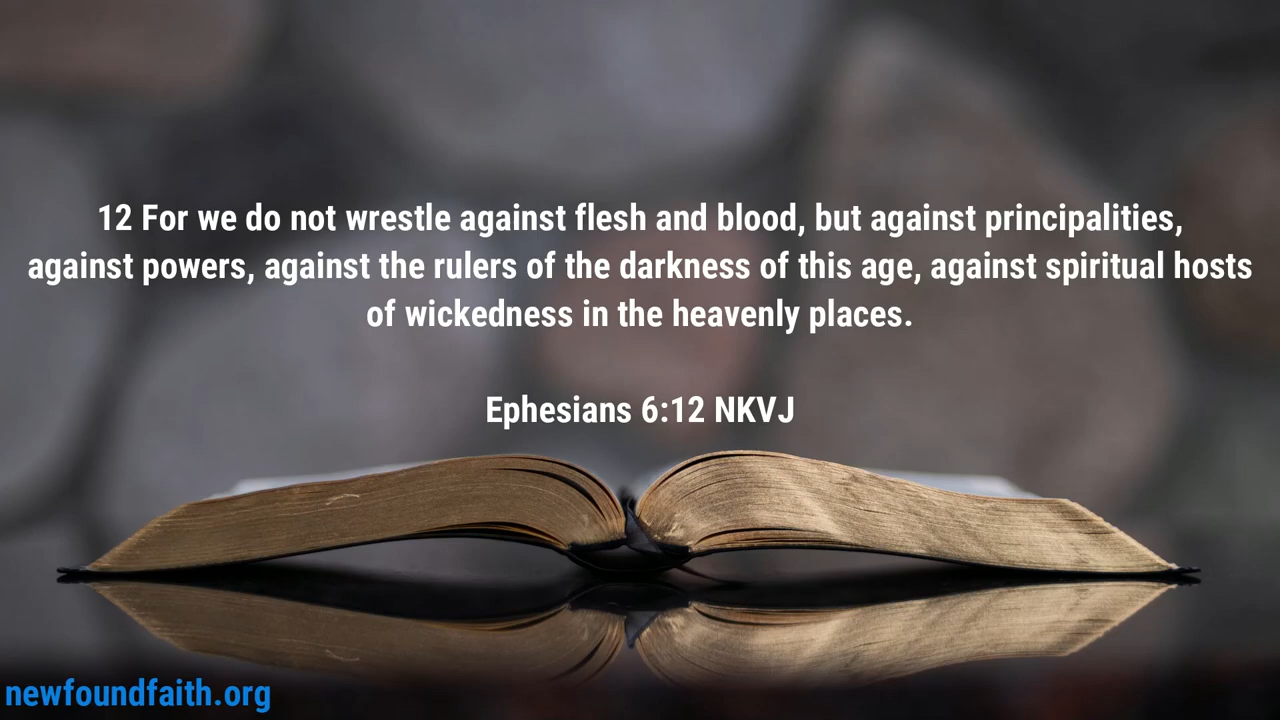 12 For we do not wrestle against flesh and blood, but against principalities,
against powers, against the rulers of the darkness of this age, against spiritual hosts
of wickedness in the heavenly places.
Ephesians 6:12 NKVJ
newfoundfaith.org